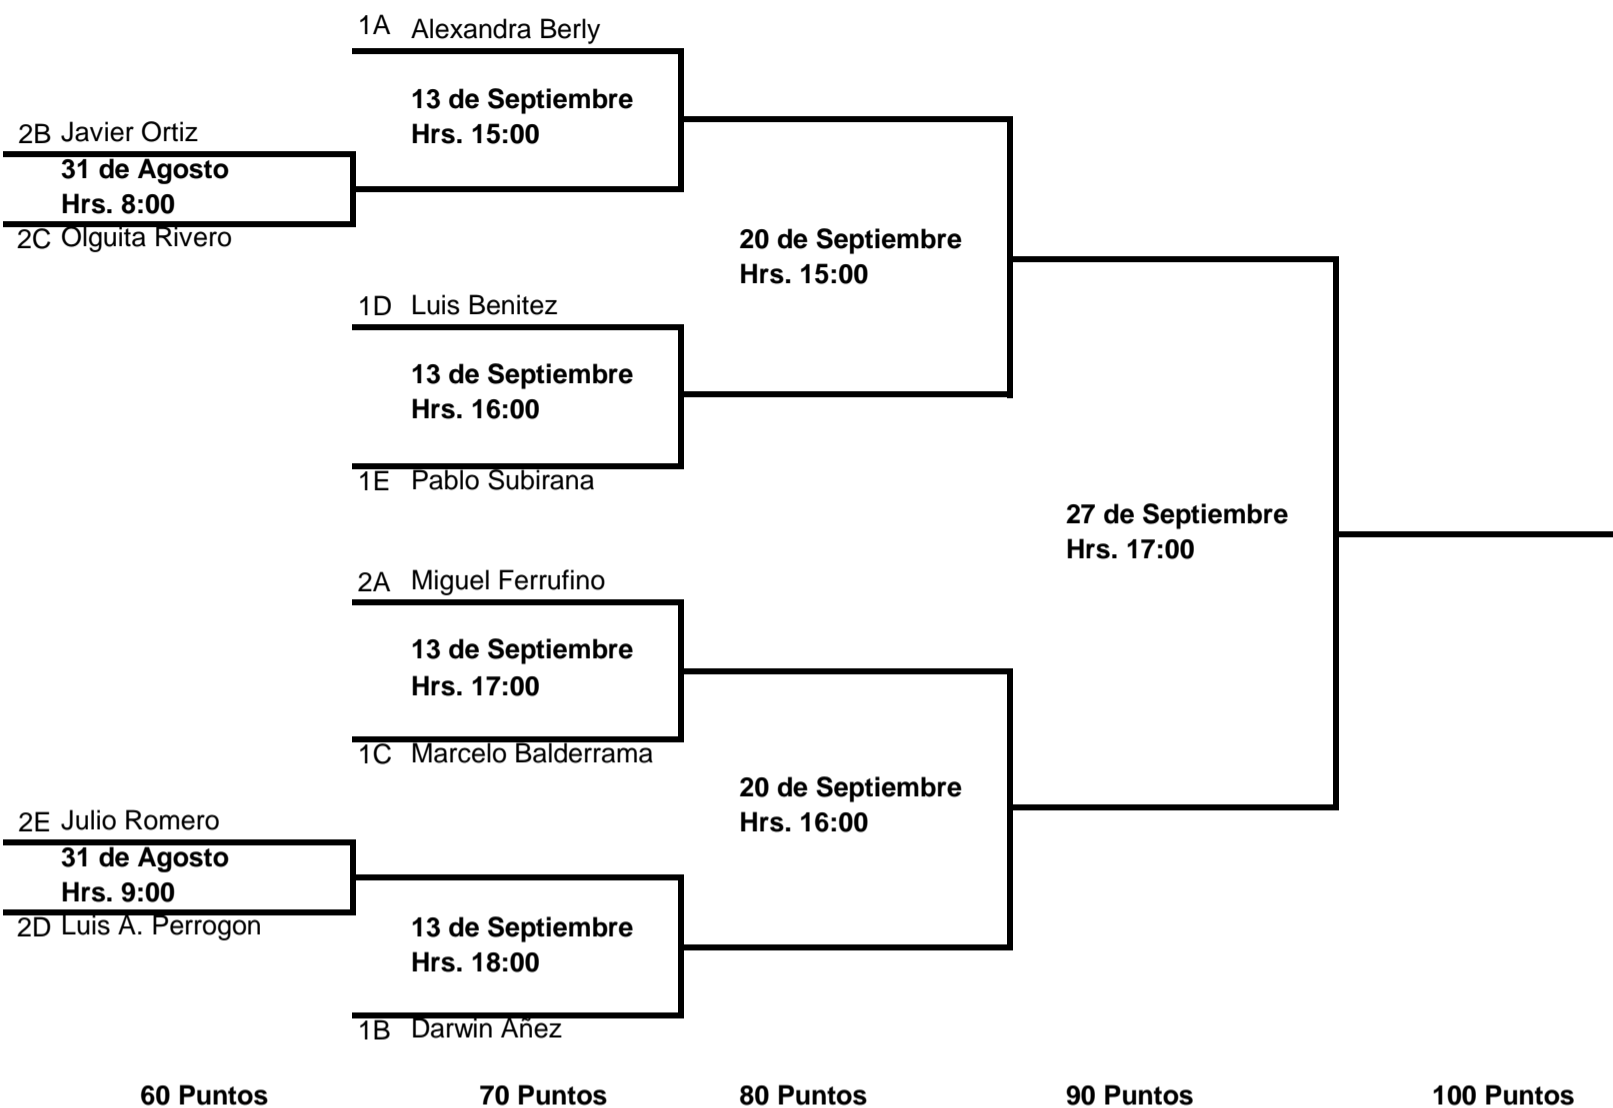 1A Alexandra Berly
13 de Septiembre
Hrs. 15:00
2B Javier Ortiz
31 de Agosto
Hrs. 8:00
2C Olguita Rivero
20 de Septiembre
Hrs. 15:00
1D Luis Benitez
13 de Septiembre
Hrs. 16:00
1E Pablo Subirana
27 de Septiembre
Hrs. 17:00
2A Miguel Ferrufino
13 de Septiembre
Hrs. 17:00
1C Marcelo Balderrama
20 de Septiembre
Hrs. 16:00
2E Julio Romero
31 de Agosto
Hrs. 9:00
2D Luis A. Perrogon
13 de Septiembre
Hrs. 18:00
1B Darwin Añez
60 Puntos 70 Puntos 80 Puntos 90 Puntos 100 Puntos